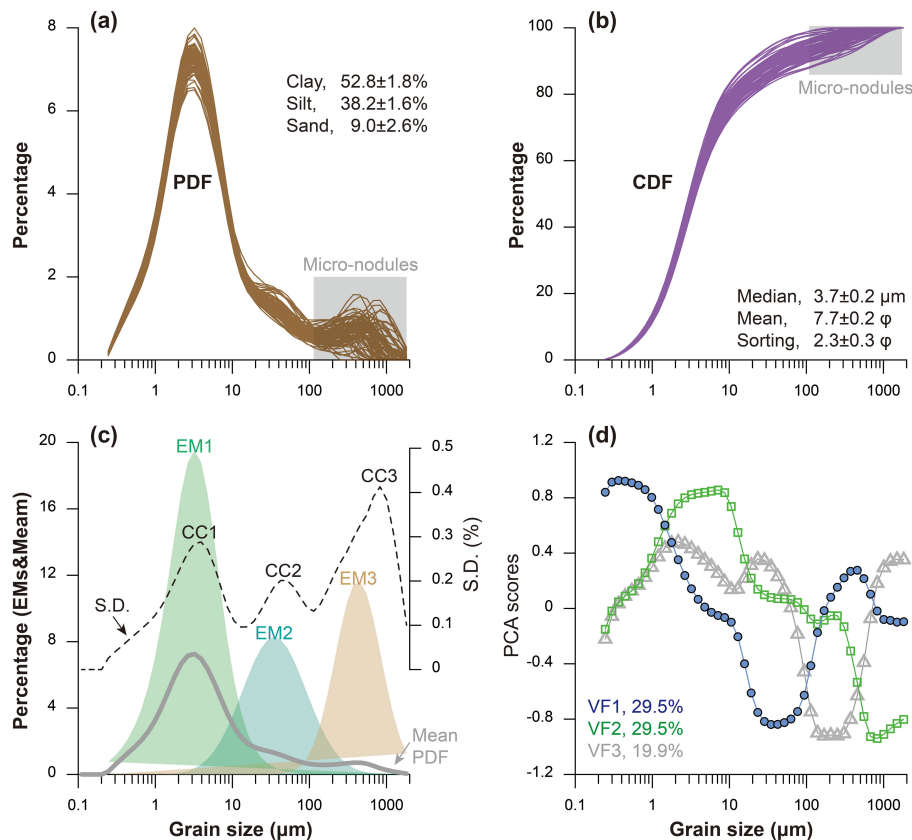 (a)
8
6
4
2
0
Percentage
Clay, 52.8±1.8%
Silt, 38.2±1.6%
Sand, 9.0±2.6%
PDF
Micro-nodules
0.1 1 10 100 1000
(b)
100
80
60
40
20
0
Percentage
Micro-nodules
CDF
Median, 3.7±0.2 µm
Mean, 7.7±0.2 φ
Sorting, 2.3±0.3 φ
0.1 1 10 100 1000
(c)
20
16
12
8
4
0
Percentage (EMs&Meam)
EM1
CC1
CC2
CC3
EM2
EM3
S.D.
Mean
PDF
0.5
0.4
0.3
0.2
0.1
0
S.D. (%)
0.1 1 10 100 1000
Grain size (µm)
(d)
1.2
0.8
0.4
0
-0.4
-0.8
-1.2
PCA scores
VF1, 29.5%
VF2, 29.5%
VF3, 19.9%
0.1 1 10 100 1000
Grain size (µm)